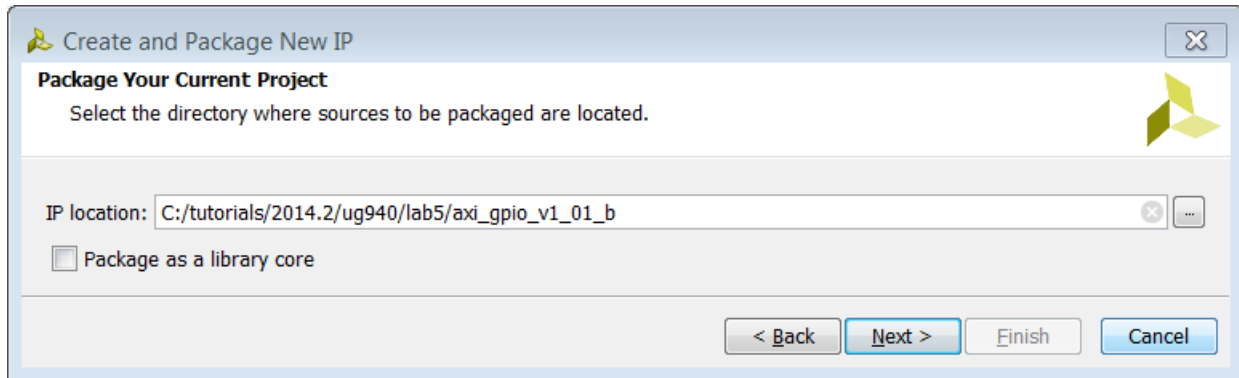 Create and Package New IP
Package Your Current Project
Select the directory where sources to be packaged are located.
IP location: C:/tutorials/2014.2/ug940/lab5/axi_gpio_v1_01_b ...
Package as a library core
< Back Next > Finish Cancel